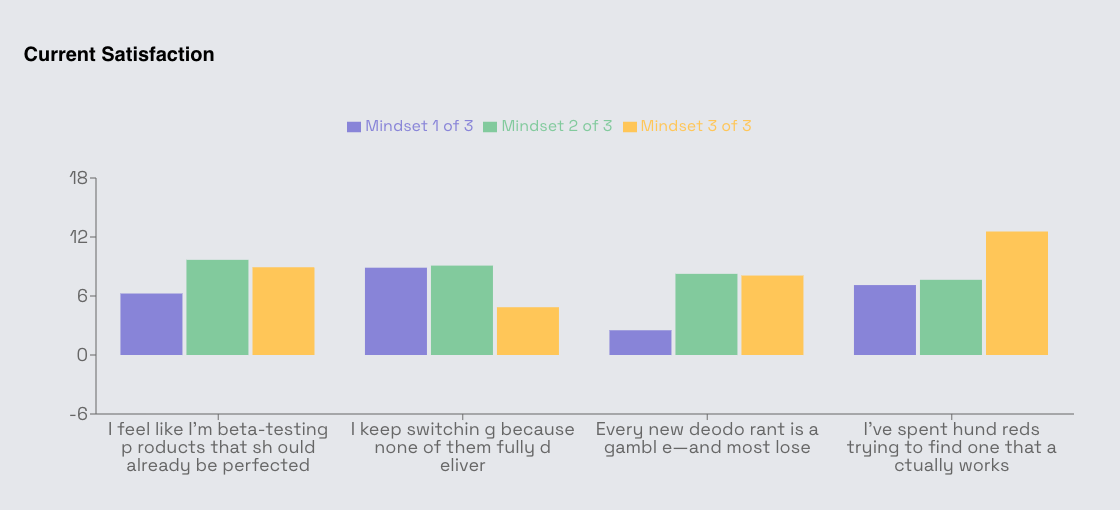 Current Satisfaction
Mindset 1 of 3 Mindset 2 of 3 Mindset 3 of 3
18
12
6
0
-6
I feel like I'm beta-testing
p roducts that sh ould
already be perfected
I keep switchin g because
none of them fully d
eliver
Every new deodo rant is a
gambl e—and most lose
I've spent hund reds
trying to find one that a
ctually works